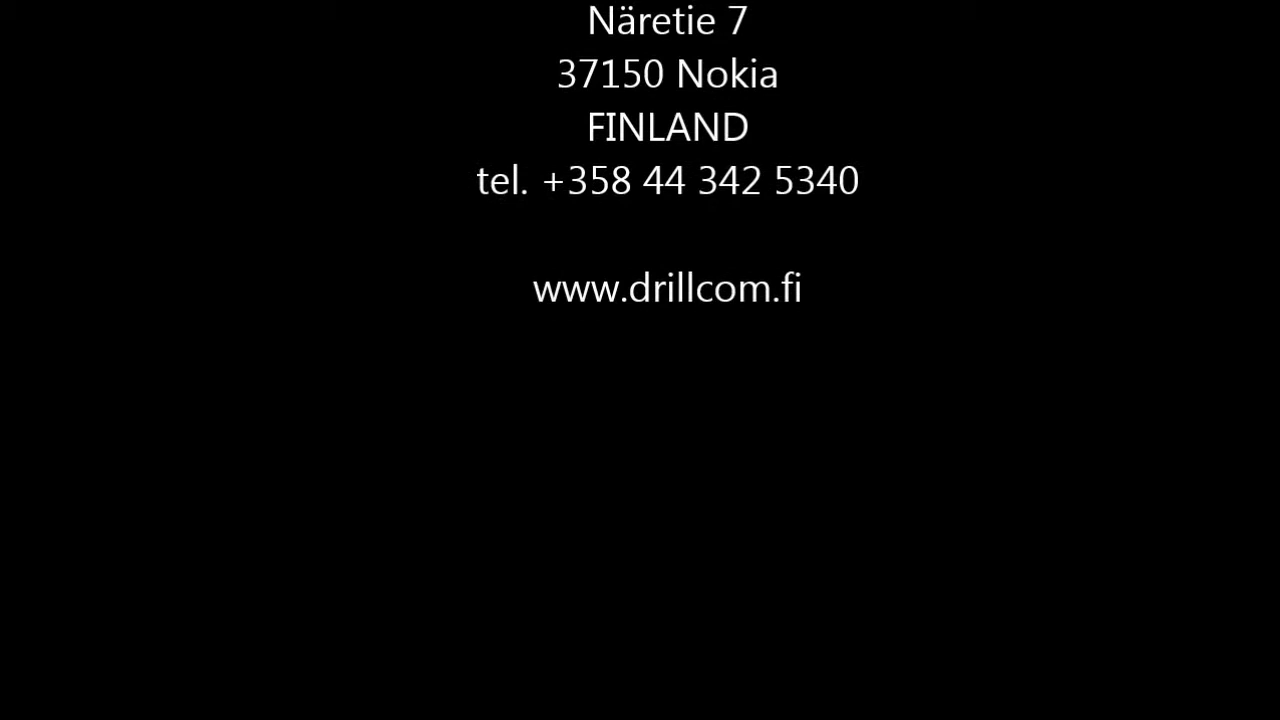 Näretie 7
37150 Nokia
FINLAND
tel. +358 44 342 5340
www.drillcom.fi